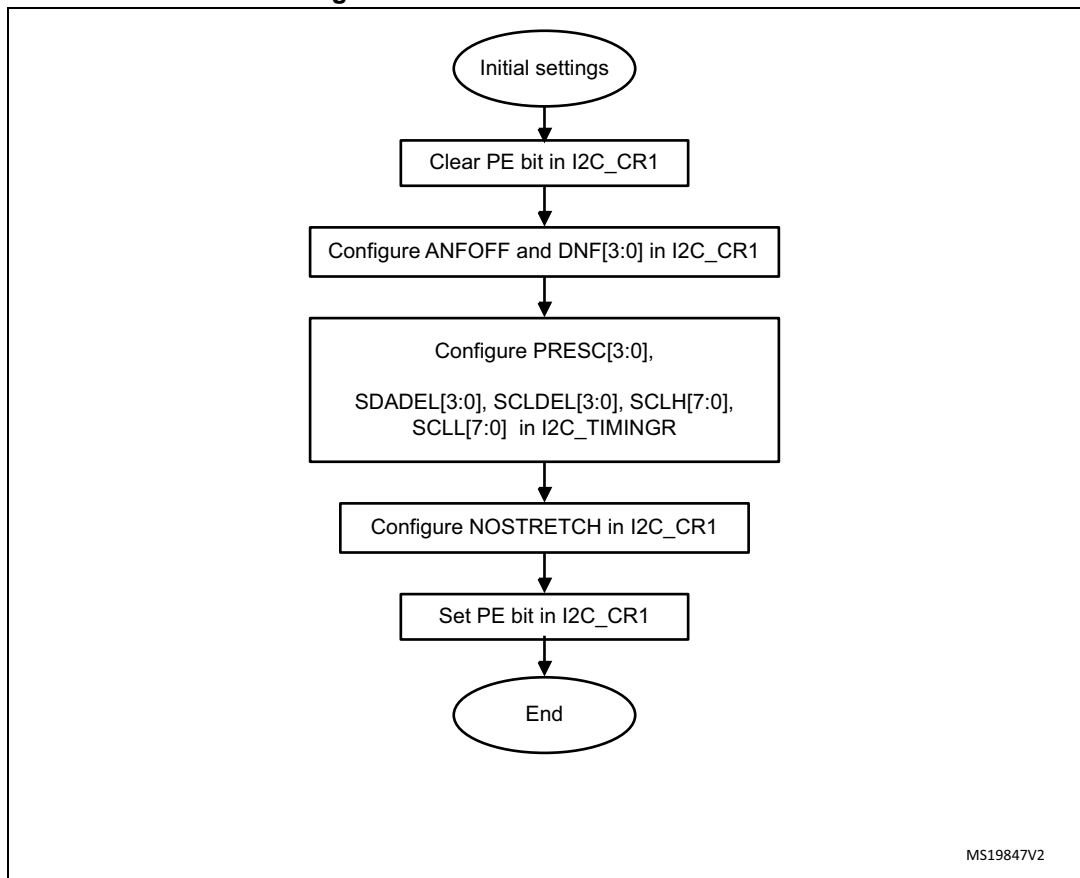 Initial settings
Clear PE bit in I2C_CR1
Configure ANFOFF and DNF[3:0] in I2C_CR1
Configure PRESC[3:0],
SDADEL[3:0], SCLDEL[3:0], SCLH[7:0],
SCLL[7:0] in I2C_TIMINGR
Configure NOSTRETCH in I2C_CR1
Set PE bit in I2C_CR1
End
MS19847V2